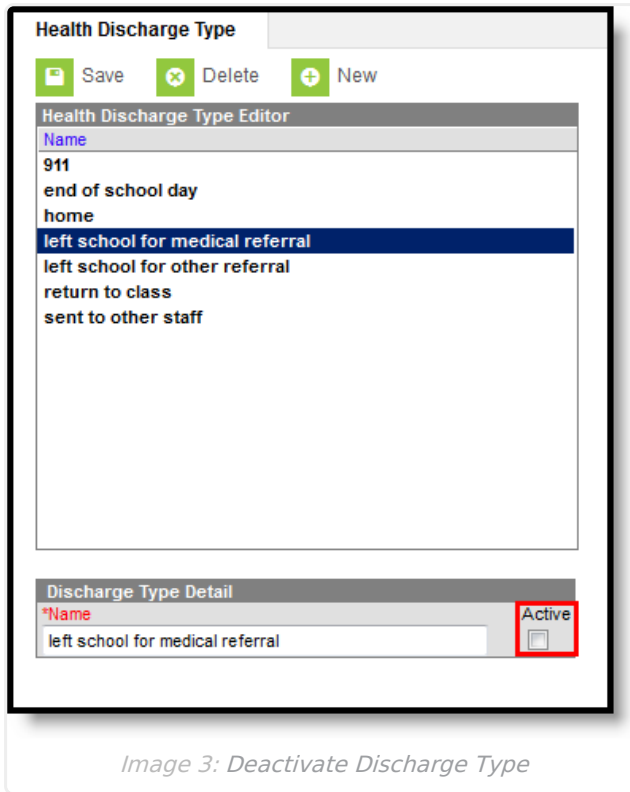 Health Discharge Type
Save Delete New
Health Discharge Type Editor
Name
911
end of school day
home
left school for medical referral
left school for other referral
return to class
sent to other staff
Discharge Type Detail
*Name Active
left school for medical referral
Image 3: Deactivate Discharge Type